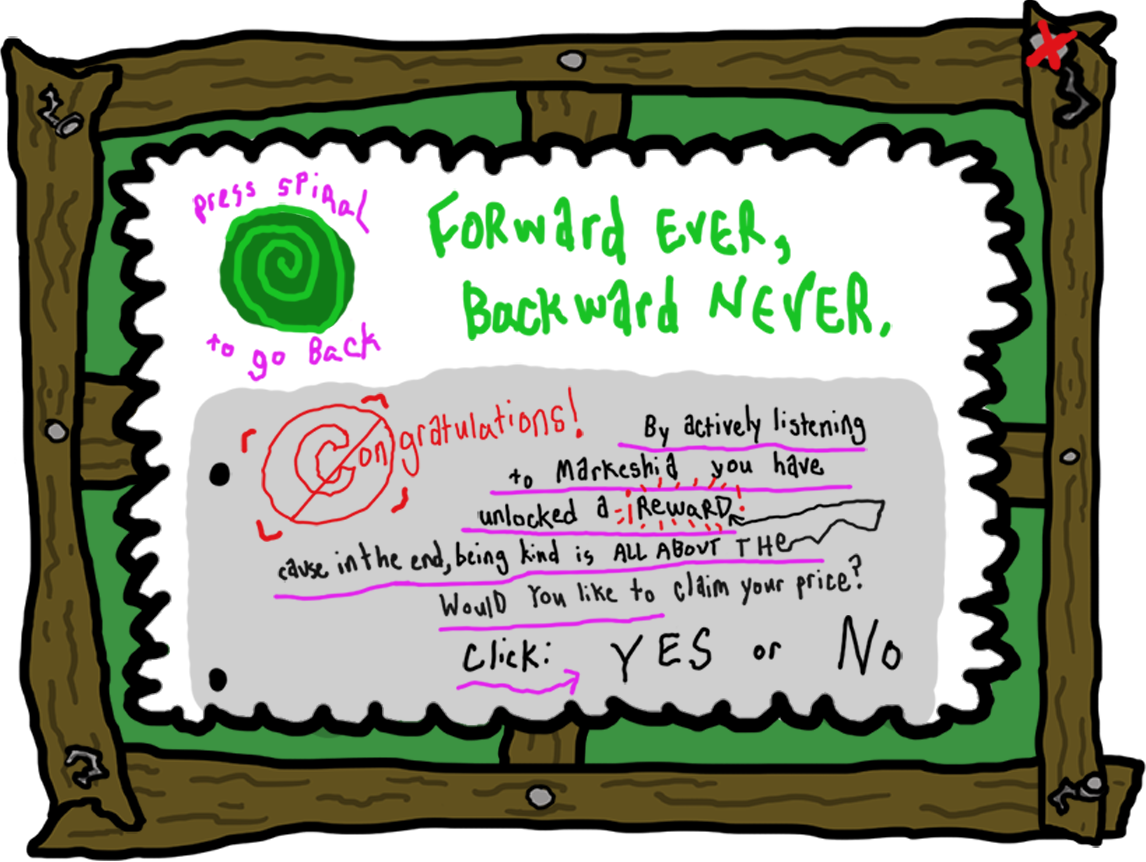 press spiral
to go Back
Forward Ever,
Backward NEVER.
Congratulations!
By actively listening
to Markeshia you have
unlocked a Reward
cause in the end, being kind is ALL ABOUT THe
Would You like to claim your price?
Click: YES or No